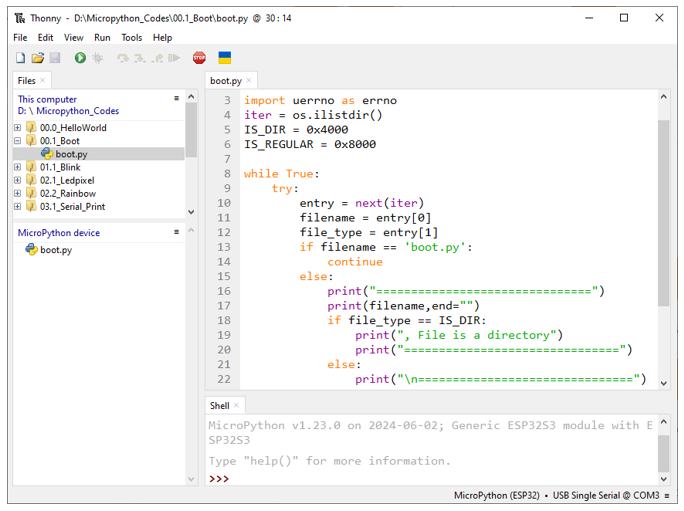 Thonny - D:\Micropython_Codes\00.1_Boot\boot.py @ 30 : 14
File Edit View Run Tools Help
STOP
Files
This computer
D: \ Micropython_Codes
00.0_HelloWorld
00.1_Boot
boot.py
01.1_Blink
02.1_Ledpixel
02.2_Rainbow
03.1_Serial_Print
MicroPython device
boot.py
boot.py
3 import uerrno as errno
4 iter = os.ilistdir()
5 IS_DIR = 0x4000
6 IS_REGULAR = 0x8000
7
8 while True:
9     try:
10         entry = next(iter)
11         filename = entry[0]
12         file_type = entry[1]
13         if filename == 'boot.py':
14             continue
15         else:
16             print("===============================")
17             print(filename,end="")
18             if file_type == IS_DIR:
19                 print(", File is a directory")
20                 print("===============================")
21             else:
22                 print("\n===============================")
Shell
MicroPython v1.23.0 on 2024-06-02; Generic ESP32S3 module with E
SP32S3
Type "help()" for more information.
>>>
MicroPython (ESP32) • USB Single Serial @ COM3 ≡